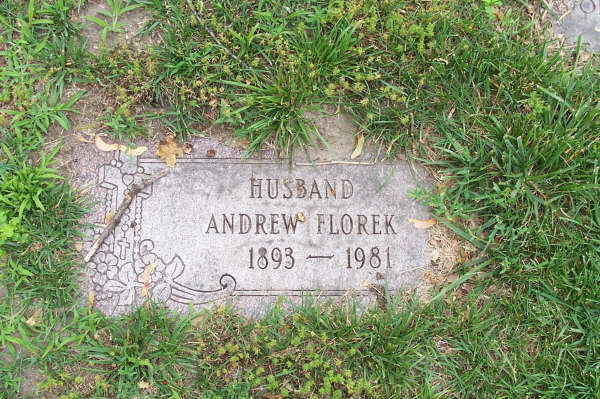 HUSBAND
ANDREW FLOREK
1893 — 1981